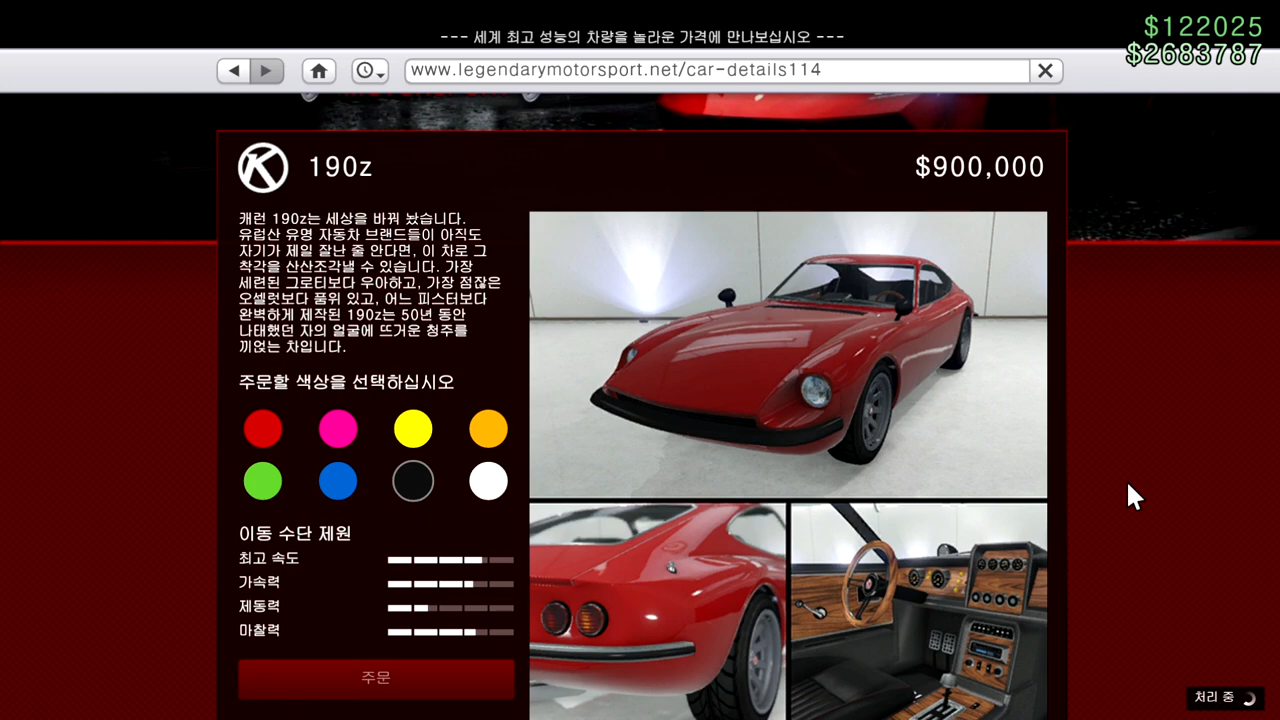 $122025
--- 세계 최고 성능의 차량을 놀라운 가격에 만나보십시오 ---
$2683787
www.legendarymotorsport.net/car-details114
K
190z
$900,000
캐런 190z는 세상을 바꿔 놨습니다.
유럽산 유명 자동차 브랜드들이 아직도
자기가 제일 잘난 줄 안다면, 이 차로 그
착각을 산산조각낼 수 있습니다. 가장
세련된 그로티보다 우아하고, 가장 점잖은
오셀럿보다 품위 있고, 어느 피스터보다
완벽하게 제작된 190z는 50년 동안
나태했던 자의 얼굴에 뜨거운 청주를
끼얹는 차입니다.
주문할 색상을 선택하십시오
이동 수단 제원
최고 속도
가속력
제동력
마찰력
주문
처리 중